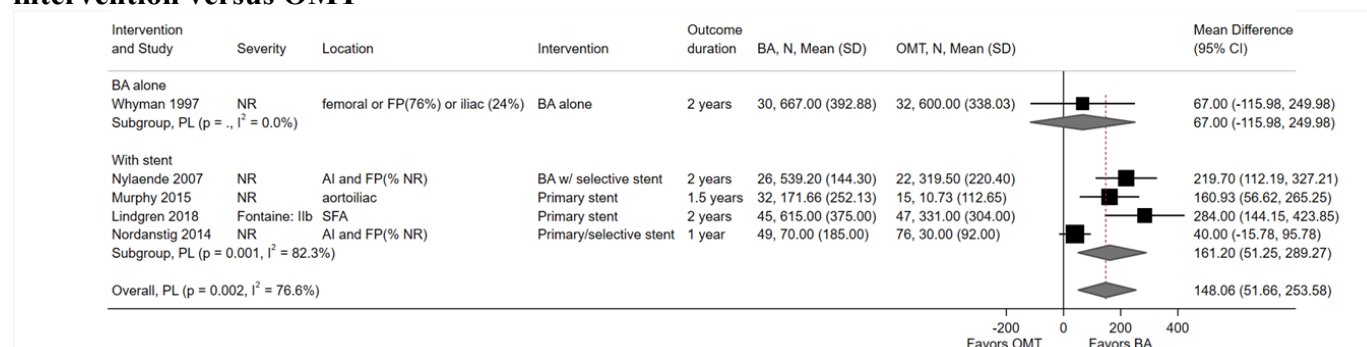 intervention versus OMT
Intervention and Study Severity Location Intervention Outcome duration BA, N, Mean (SD) OMT, N, Mean (SD) Mean Difference (95% CI)
BA alone
Whyman 1997 NR femoral or FP(76%) or iliac (24%) BA alone 2 years 30, 667.00 (392.88) 32, 600.00 (338.03) 67.00 (-115.98, 249.98)
Subgroup, PL (p = ., I² = 0.0%) 67.00 (-115.98, 249.98)
With stent
Nylaende 2007 NR AI and FP(% NR) BA w/ selective stent 2 years 26, 539.20 (144.30) 22, 319.50 (220.40) 219.70 (112.19, 327.21)
Murphy 2015 NR aortoiliac Primary stent 1.5 years 32, 171.66 (252.13) 15, 10.73 (112.65) 160.93 (56.62, 265.25)
Lindgren 2018 Fontaine: IIb SFA Primary stent 2 years 45, 615.00 (375.00) 47, 331.00 (304.00) 284.00 (144.15, 423.85)
Nordanstig 2014 NR AI and FP(% NR) Primary/selective stent 1 year 49, 70.00 (185.00) 76, 30.00 (92.00) 40.00 (-15.78, 95.78)
Subgroup, PL (p = 0.001, I² = 82.3%) 161.20 (51.25, 289.27)
Overall, PL (p = 0.002, I² = 76.6%) 148.06 (51.66, 253.58)
-200 0 200 400
Favors OMT Favors BA